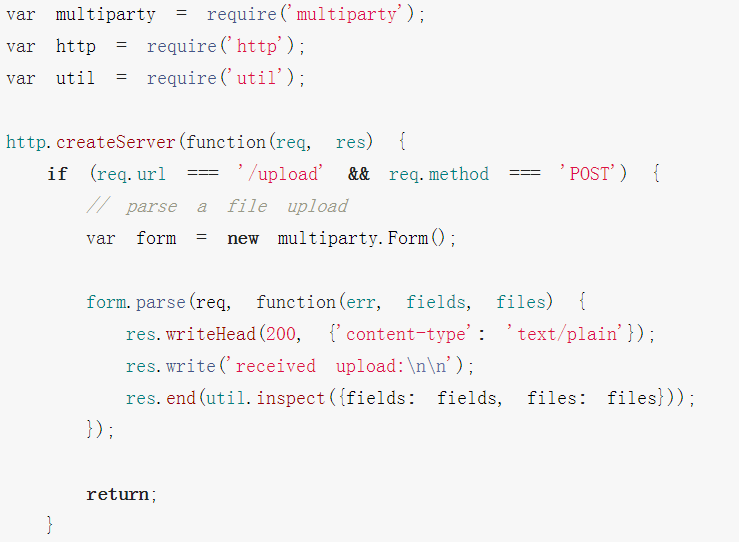 var multiparty = require('multiparty');
var http = require('http');
var util = require('util');

http.createServer(function(req, res) {
    if (req.url === '/upload' && req.method === 'POST') {
        // parse a file upload
        var form = new multiparty.Form();

        form.parse(req, function(err, fields, files) {
            res.writeHead(200, {'content-type': 'text/plain'});
            res.write('received upload:\n\n');
            res.end(util.inspect({fields: fields, files: files}));
        });

        return;
    }